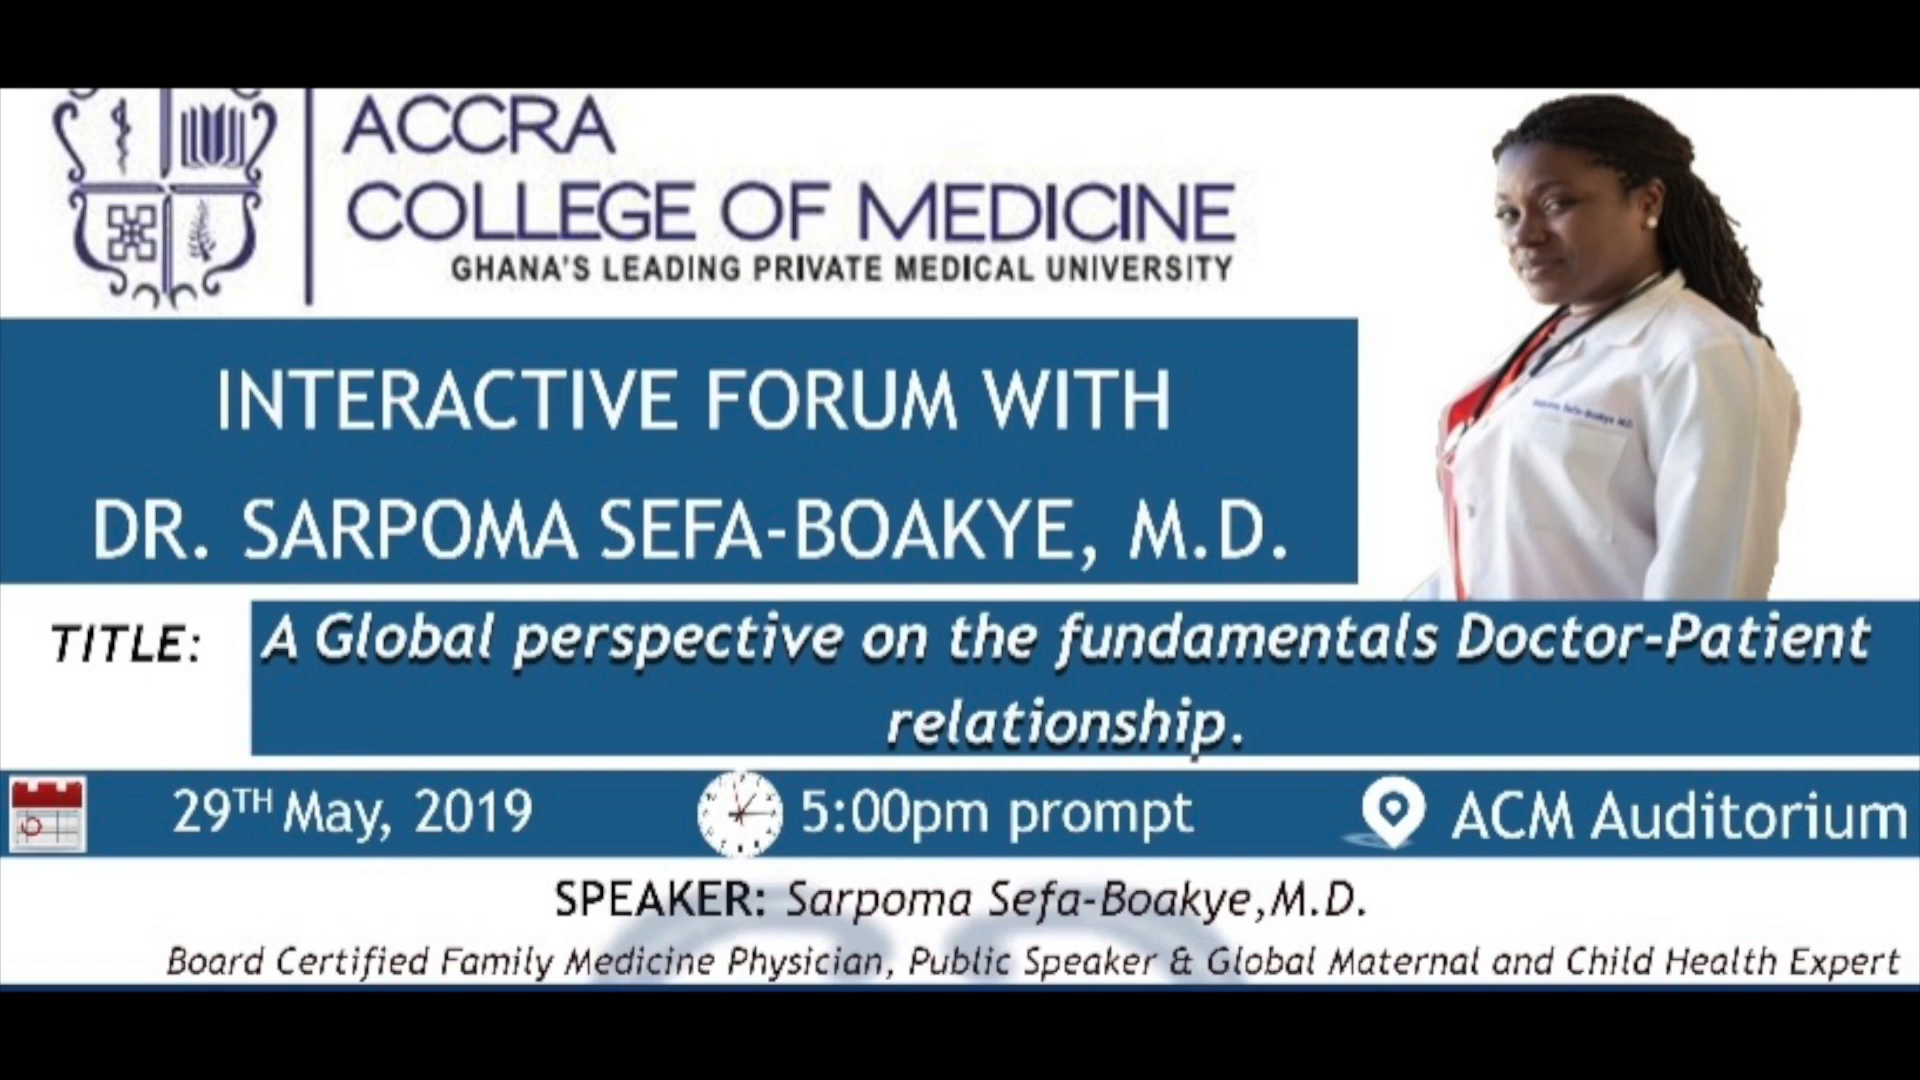 ACCRA
COLLEGE OF MEDICINE
GHANA'S LEADING PRIVATE MEDICAL UNIVERSITY
INTERACTIVE FORUM WITH
DR. SARPOMA SEFA-BOAKYE, M.D.
TITLE: A Global perspective on the fundamentals Doctor-Patient
relationship.
29TH May, 2019 5:00pm prompt ACM Auditorium
SPEAKER: Sarpoma Sefa-Boakye,M.D.
Board Certified Family Medicine Physician, Public Speaker & Global Maternal and Child Health Expert
Sefa-Boakye M.D.